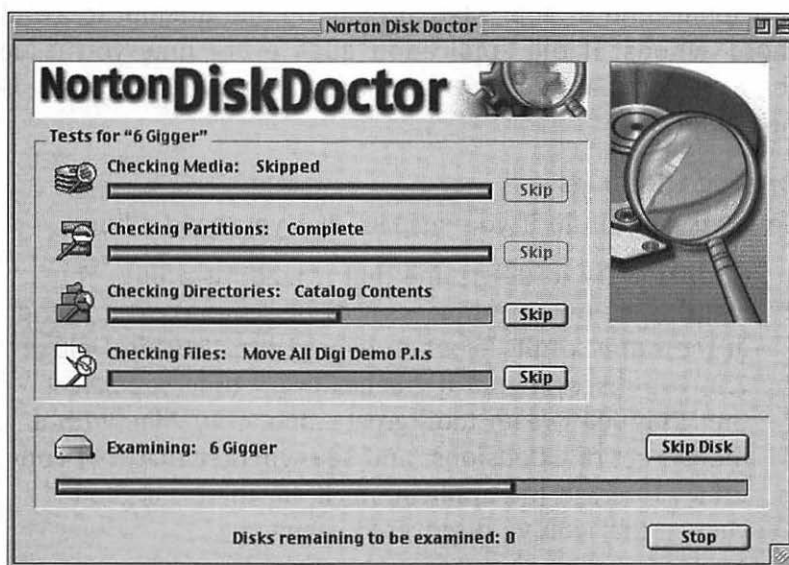 Norton Disk Doctor
NortonDiskDoctor
Tests for "6 Gigger"
Checking Media: Skipped
Skip
Checking Partitions: Complete
Skip
Checking Directories: Catalog Contents
Skip
Checking Files: Move All Digi Demo P.I.s
Skip
Examining: 6 Gigger
Skip Disk
Disks remaining to be examined: 0
Stop